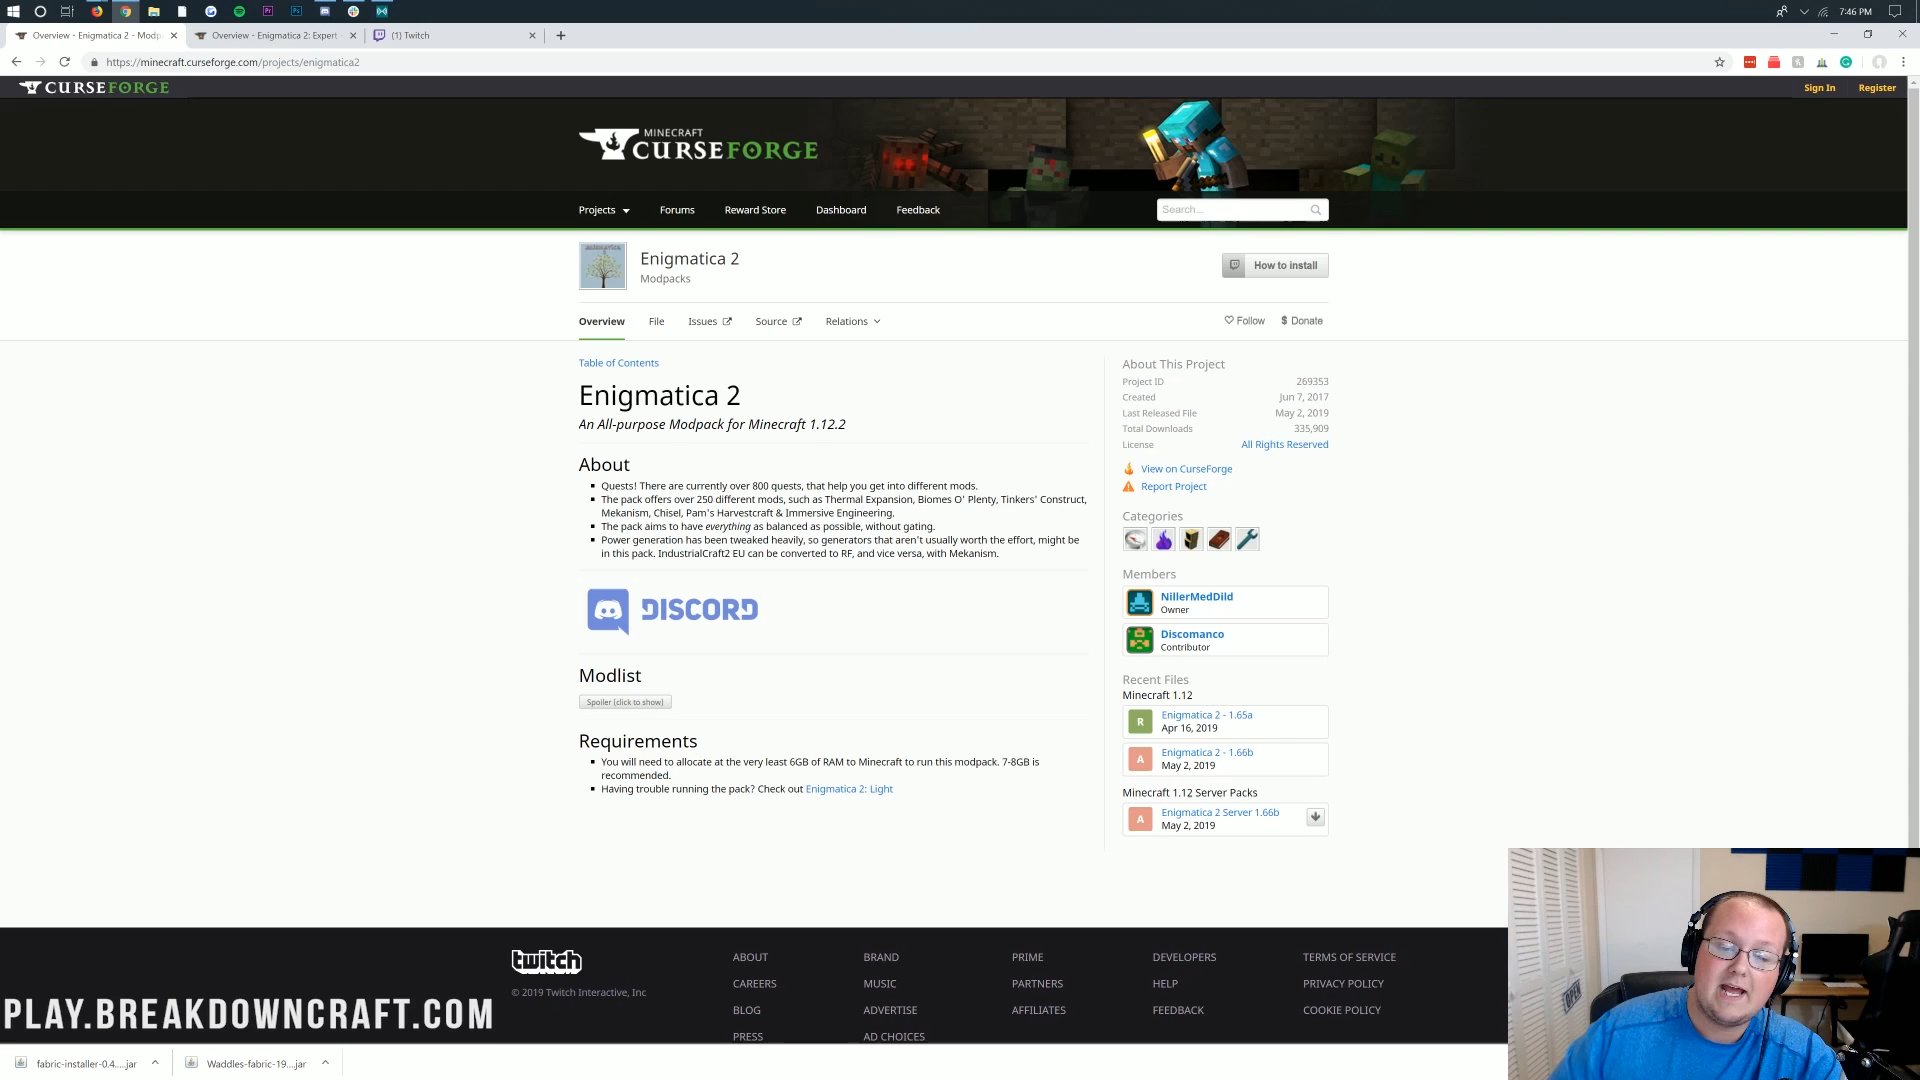 7:46 PM
Overview - Enigmatica 2 - Modp
Overview - Enigmatica 2: Expert
(1) Twitch
https://minecraft.curseforge.com/projects/enigmatica2
CURSEFORGE
Sign In
Register
MINECRAFT
CURSEFORGE
Projects
Forums
Reward Store
Dashboard
Feedback
Search...
Enigmatica 2
Modpacks
How to install
Overview
File
Issues
Source
Relations
Follow
$ Donate
Table of Contents
Enigmatica 2
An All-purpose Modpack for Minecraft 1.12.2
About
Quests! There are currently over 800 quests, that help you get into different mods.
The pack offers over 250 different mods, such as Thermal Expansion, Biomes O' Plenty, Tinkers' Construct,
Mekanism, Chisel, Pam's Harvestcraft & Immersive Engineering.
The pack aims to have everything as balanced as possible, without gating.
Power generation has been tweaked heavily, so generators that aren't usually worth the effort, might be
in this pack. IndustrialCraft2 EU can be converted to RF, and vice versa, with Mekanism.
DISCORD
Modlist
Spoiler (click to show)
Requirements
You will need to allocate at the very least 6GB of RAM to Minecraft to run this modpack. 7-8GB is
recommended.
Having trouble running the pack? Check out Enigmatica 2: Light
About This Project
Project ID 269353
Created Jun 7, 2017
Last Released File May 2, 2019
Total Downloads 335,909
License All Rights Reserved
View on CurseForge
Report Project
Categories
Members
NillerMedDild
Owner
Discomanco
Contributor
Recent Files
Minecraft 1.12
R
Enigmatica 2 - 1.65a
Apr 16, 2019
A
Enigmatica 2 - 1.66b
May 2, 2019
Minecraft 1.12 Server Packs
A
Enigmatica 2 Server 1.66b
May 2, 2019
twitch
© 2019 Twitch Interactive, Inc
ABOUT
CAREERS
BLOG
PRESS
BRAND
MUSIC
ADVERTISE
AD CHOICES
PRIME
PARTNERS
AFFILIATES
DEVELOPERS
HELP
FEEDBACK
TERMS OF SERVICE
PRIVACY POLICY
COOKIE POLICY
PLAY.BREAKDOWNCRAFT.COM
OPEN
fabric-installer-0.4....jar
Waddles-fabric-19....jar